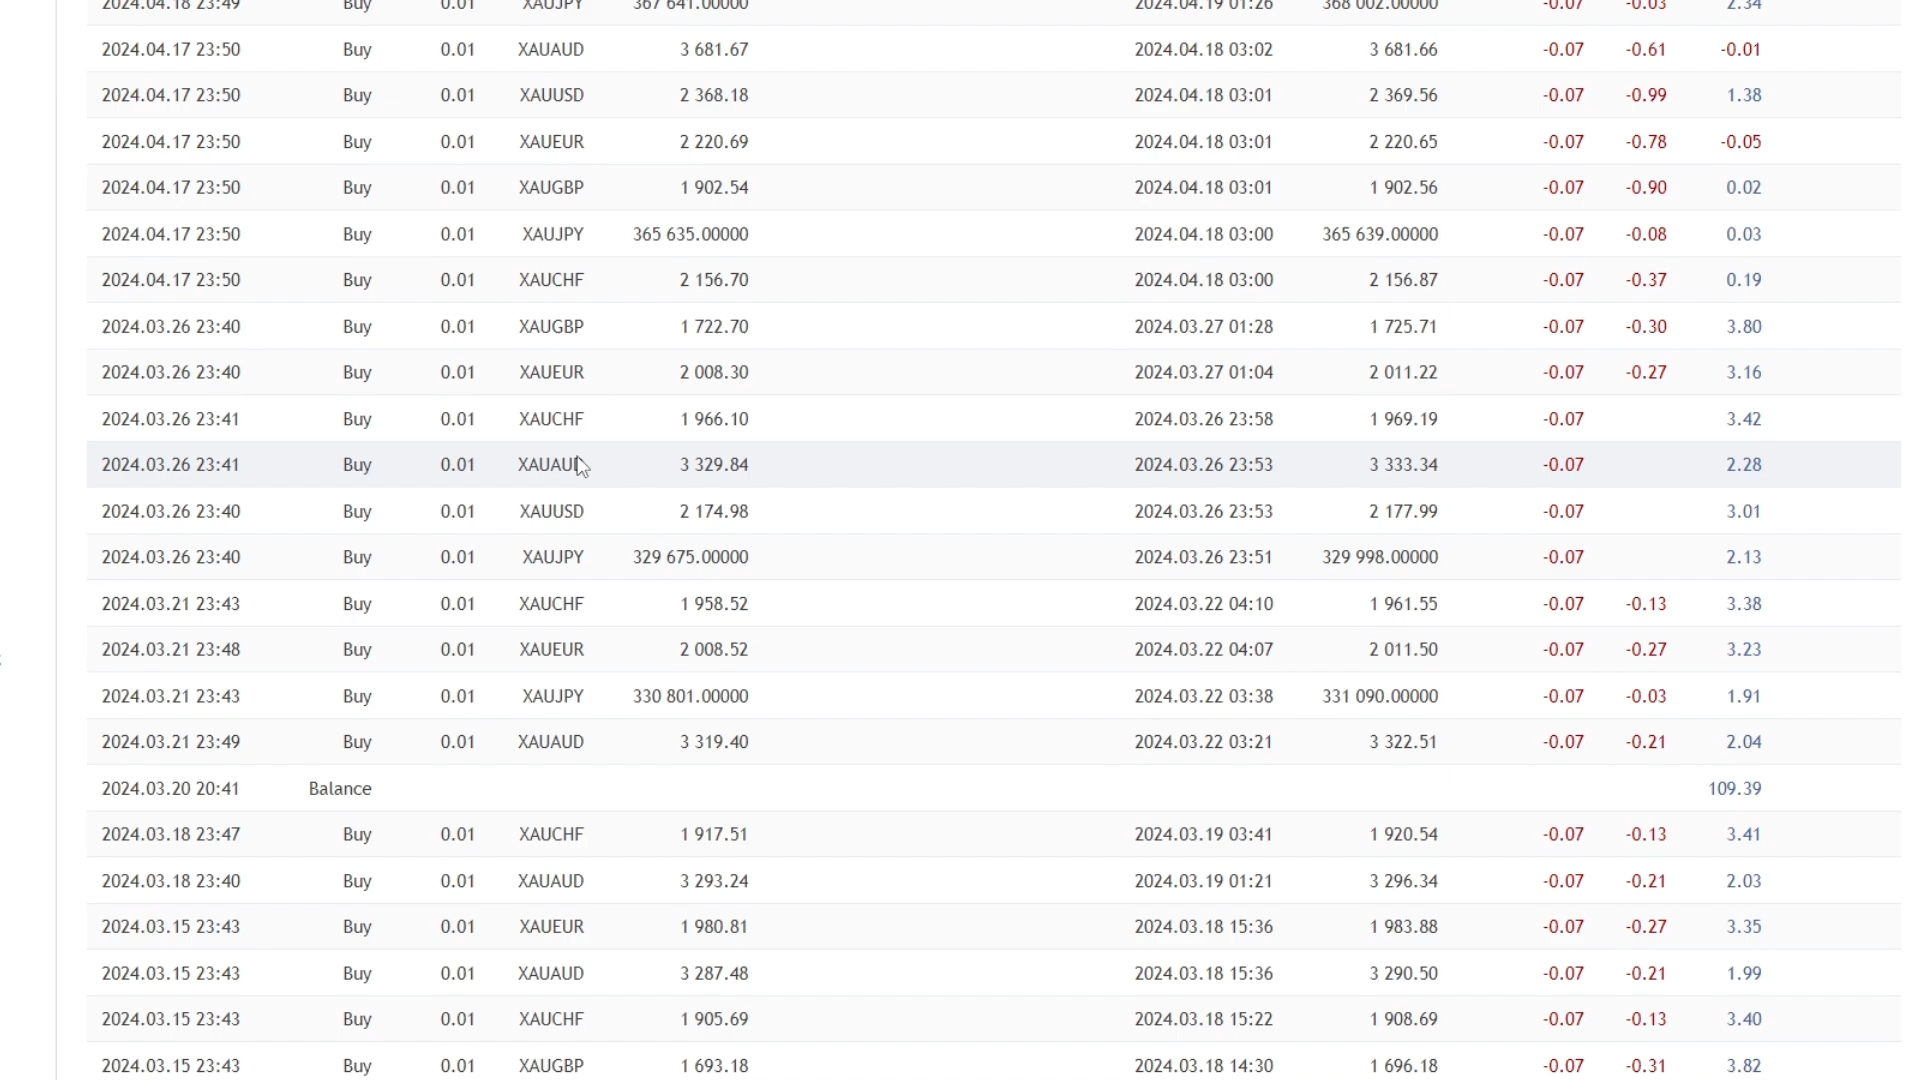 2024.04.18 23:49 Buy 0.01 XAUJPY 367 641.00000 2024.04.19 01:26 368 002.00000 -0.07 -0.03 2.34
2024.04.17 23:50 Buy 0.01 XAUAUD 3 681.67 2024.04.18 03:02 3 681.66 -0.07 -0.61 -0.01
2024.04.17 23:50 Buy 0.01 XAUUSD 2 368.18 2024.04.18 03:01 2 369.56 -0.07 -0.99 1.38
2024.04.17 23:50 Buy 0.01 XAUEUR 2 220.69 2024.04.18 03:01 2 220.65 -0.07 -0.78 -0.05
2024.04.17 23:50 Buy 0.01 XAUGBP 1 902.54 2024.04.18 03:01 1 902.56 -0.07 -0.90 0.02
2024.04.17 23:50 Buy 0.01 XAUJPY 365 635.00000 2024.04.18 03:00 365 639.00000 -0.07 -0.08 0.03
2024.04.17 23:50 Buy 0.01 XAUCHF 2 156.70 2024.04.18 03:00 2 156.87 -0.07 -0.37 0.19
2024.03.26 23:40 Buy 0.01 XAUGBP 1 722.70 2024.03.27 01:28 1 725.71 -0.07 -0.30 3.80
2024.03.26 23:40 Buy 0.01 XAUEUR 2 008.30 2024.03.27 01:04 2 011.22 -0.07 -0.27 3.16
2024.03.26 23:41 Buy 0.01 XAUCHF 1 966.10 2024.03.26 23:58 1 969.19 -0.07 3.42
2024.03.26 23:41 Buy 0.01 XAUAUD 3 329.84 2024.03.26 23:53 3 333.34 -0.07 2.28
2024.03.26 23:40 Buy 0.01 XAUUSD 2 174.98 2024.03.26 23:53 2 177.99 -0.07 3.01
2024.03.26 23:40 Buy 0.01 XAUJPY 329 675.00000 2024.03.26 23:51 329 998.00000 -0.07 2.13
2024.03.21 23:43 Buy 0.01 XAUCHF 1 958.52 2024.03.22 04:10 1 961.55 -0.07 -0.13 3.38
2024.03.21 23:48 Buy 0.01 XAUEUR 2 008.52 2024.03.22 04:07 2 011.50 -0.07 -0.27 3.23
2024.03.21 23:43 Buy 0.01 XAUJPY 330 801.00000 2024.03.22 03:38 331 090.00000 -0.07 -0.03 1.91
2024.03.21 23:49 Buy 0.01 XAUAUD 3 319.40 2024.03.22 03:21 3 322.51 -0.07 -0.21 2.04
2024.03.20 20:41 Balance 109.39
2024.03.18 23:47 Buy 0.01 XAUCHF 1 917.51 2024.03.19 03:41 1 920.54 -0.07 -0.13 3.41
2024.03.18 23:40 Buy 0.01 XAUAUD 3 293.24 2024.03.19 01:21 3 296.34 -0.07 -0.21 2.03
2024.03.15 23:43 Buy 0.01 XAUEUR 1 980.81 2024.03.18 15:36 1 983.88 -0.07 -0.27 3.35
2024.03.15 23:43 Buy 0.01 XAUAUD 3 287.48 2024.03.18 15:36 3 290.50 -0.07 -0.21 1.99
2024.03.15 23:43 Buy 0.01 XAUCHF 1 905.69 2024.03.18 15:22 1 908.69 -0.07 -0.13 3.40
2024.03.15 23:43 Buy 0.01 XAUGBP 1 693.18 2024.03.18 14:30 1 696.18 -0.07 -0.31 3.82